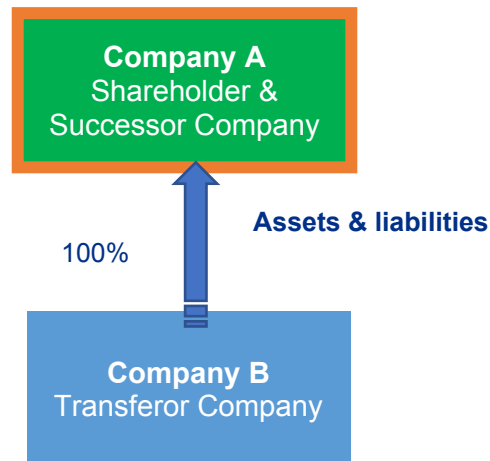 Company A
Shareholder &
Successor Company
Assets & liabilities
100%
Company B
Transferor Company